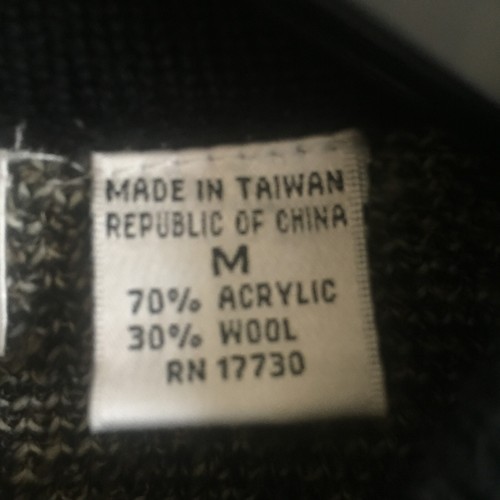 MADE IN TAIWAN
REPUBLIC OF CHINA
M
70% ACRYLIC
30% WOOL
RN 17730